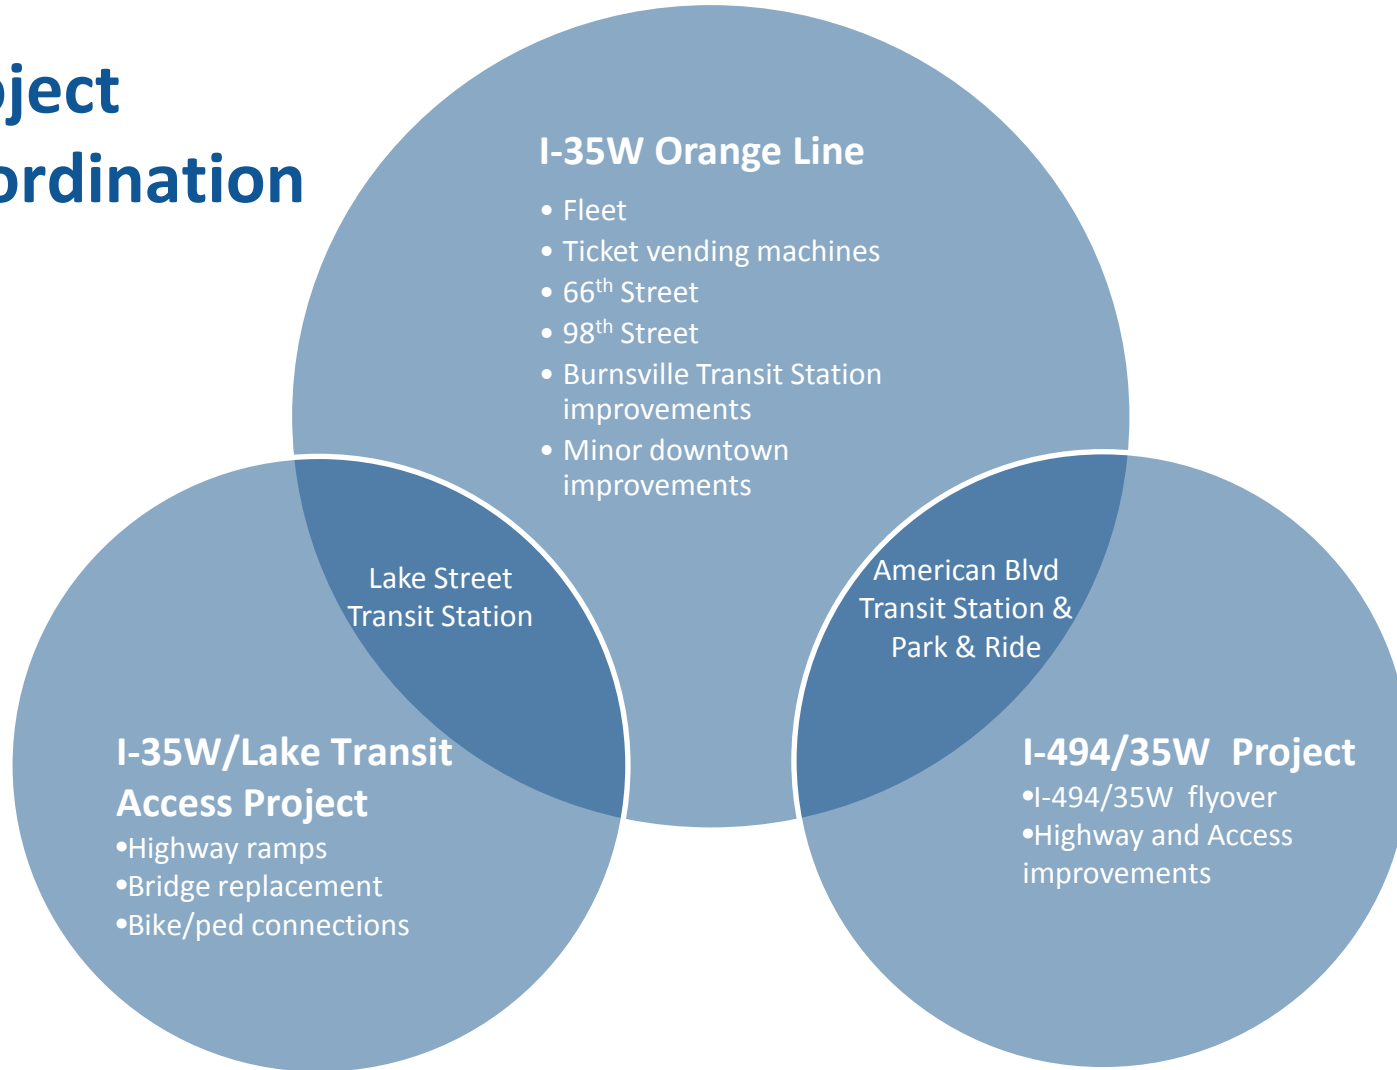 oject
ordination
I-35W Orange Line
• Fleet
• Ticket vending machines
• 66th Street
• 98th Street
• Burnsville Transit Station
improvements
• Minor downtown
improvements
Lake Street
Transit Station
American Blvd
Transit Station &
Park & Ride
I-35W/Lake Transit
Access Project
•Highway ramps
•Bridge replacement
•Bike/ped connections
I-494/35W Project
•I-494/35W flyover
•Highway and Access
improvements